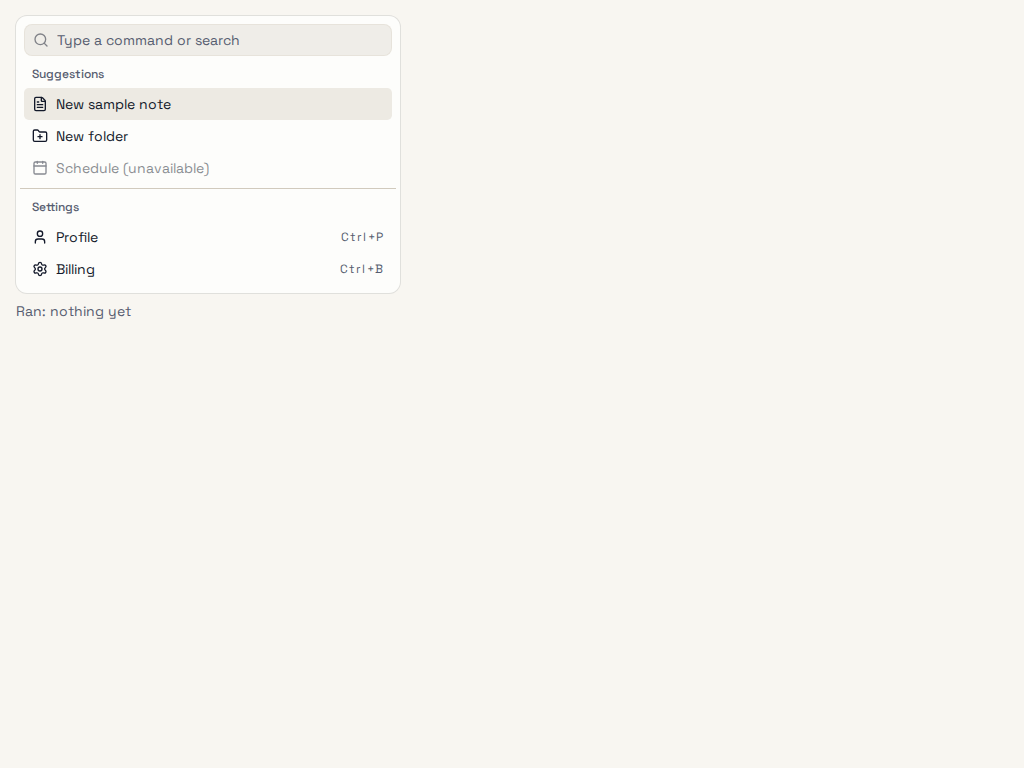 Type a command or search
Suggestions
New sample note
New folder
Schedule (unavailable)
Settings
Profile Ctrl+P
Billing Ctrl+B
Ran: nothing yet